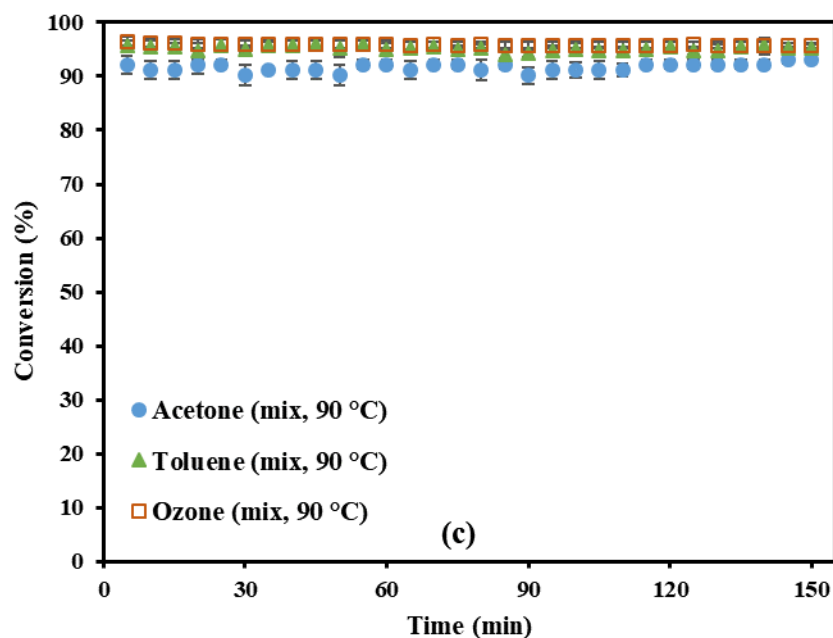 Conversion (%)
100
90
80
70
60
50
40
30
20
10
0
Acetone (mix, 90 °C)
Toluene (mix, 90 °C)
Ozone (mix, 90 °C)
(c)
0 30 60 90 120 150
Time (min)